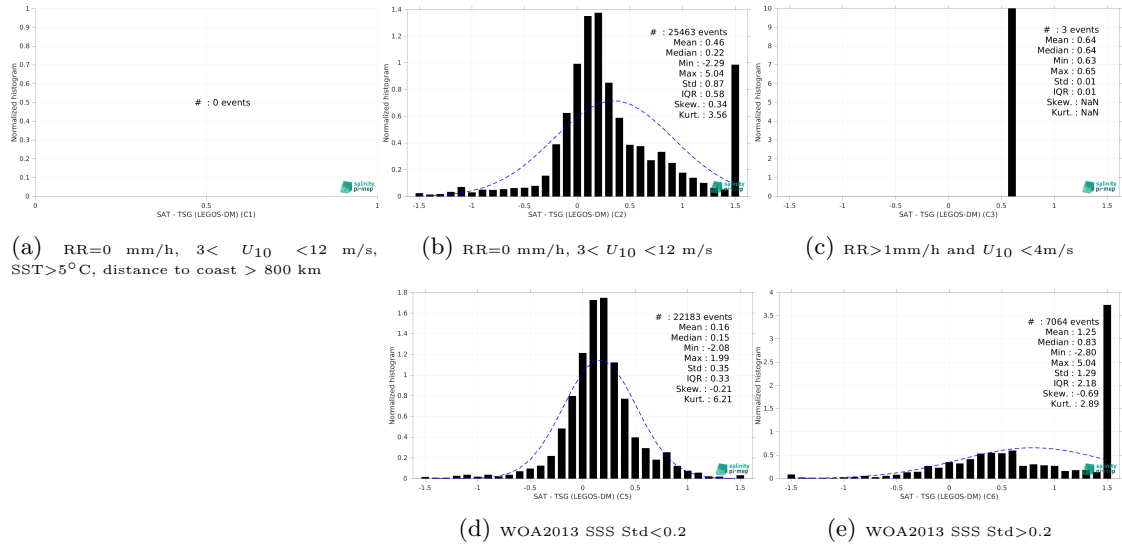 1
0.9
0.8
0.7
0.6
0.5
0.4
0.3
0.2
0.1
0
Normalized histogram
# : 0 events
salinity
pi-mep
0 0.5 1
SAT - TSG (LEGOS-DM) (C1)
(a) RR=0 mm/h, 3< U10 <12 m/s,
SST>5°C, distance to coast > 800 km
1.4
1.2
1
0.8
0.6
0.4
0.2
0
Normalized histogram
# : 25463 events
Mean : 0.46
Median : 0.22
Min : -2.29
Max : 5.04
Std : 0.87
IQR : 0.58
Skew. : 0.34
Kurt. : 3.56
salinity
pi-mep
-1.5 -1 -0.5 0 0.5 1 1.5
SAT - TSG (LEGOS-DM) (C2)
(b) RR=0 mm/h, 3< U10 <12 m/s
10
9
8
7
6
5
4
3
2
1
0
Normalized histogram
# : 3 events
Mean : 0.64
Median : 0.64
Min : 0.63
Max : 0.65
Std : 0.01
IQR : 0.01
Skew. : NaN
Kurt. : NaN
salinity
pi-mep
-1.5 -1 -0.5 0 0.5 1 1.5
SAT - TSG (LEGOS-DM) (C3)
(c) RR>1mm/h and U10 <4m/s
1.8
1.6
1.4
1.2
1
0.8
0.6
0.4
0.2
0
Normalized histogram
# : 22183 events
Mean : 0.16
Median : 0.15
Min : -2.08
Max : 1.99
Std : 0.35
IQR : 0.33
Skew. : -0.21
Kurt. : 6.21
salinity
pi-mep
-1.5 -1 -0.5 0 0.5 1 1.5
SAT - TSG (LEGOS-DM) (C5)
(d) WOA2013 SSS Std<0.2
4
3.5
3
2.5
2
1.5
1
0.5
0
Normalized histogram
# : 7064 events
Mean : 1.25
Median : 0.83
Min : -2.80
Max : 5.04
Std : 1.29
IQR : 2.18
Skew. : -0.69
Kurt. : 2.89
salinity
pi-mep
-1.5 -1 -0.5 0 0.5 1 1.5
SAT - TSG (LEGOS-DM) (C6)
(e) WOA2013 SSS Std>0.2